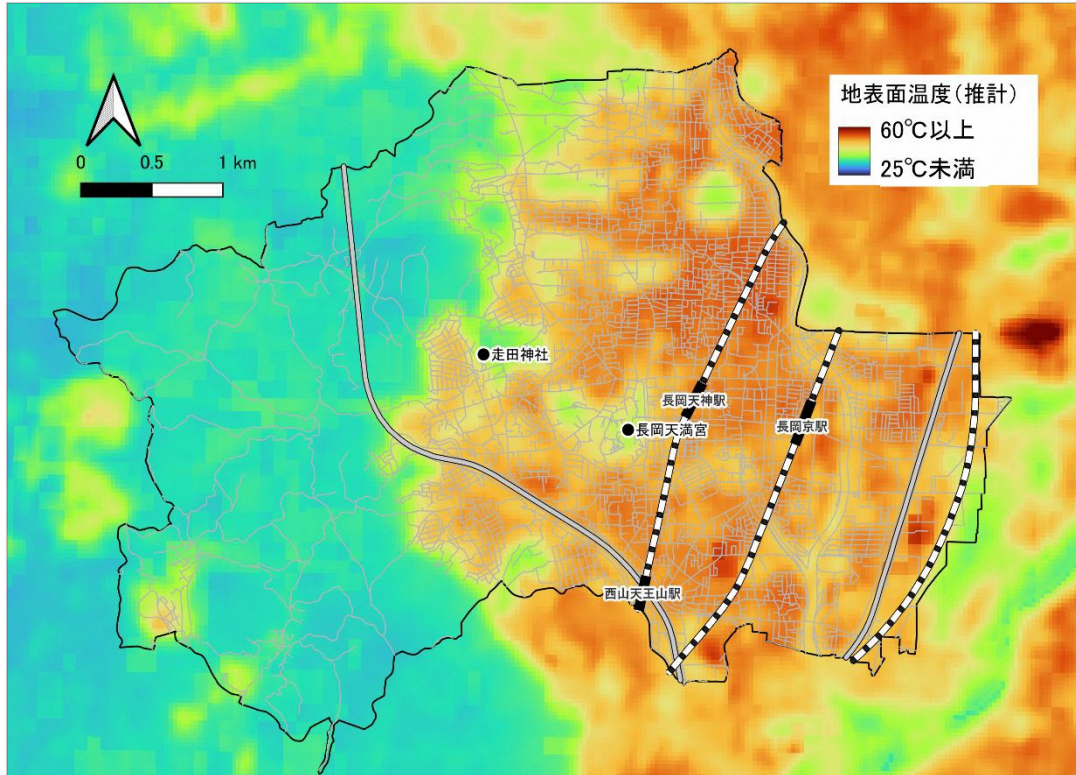 地表面温度(推計)
60℃以上
25℃未満
0 0.5 1 km
走田神社
長岡天神駅
長岡天満宮
長岡京駅
西山天王山駅